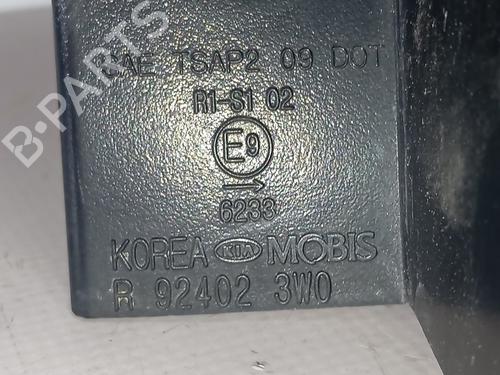 B-PARTS
SAE TSAP2 09 DOT
R1-S1 02
E9
6233
KOREA KIA MOBIS
R 92402 3W0